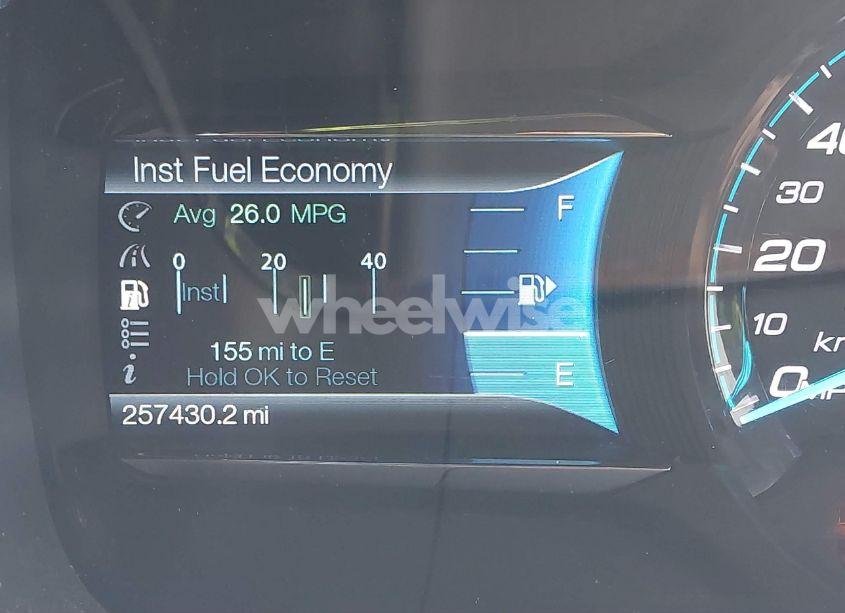 Inst Fuel Economy
Avg 26.0 MPG
F
0 20 40
Inst
155 mi to E
Hold OK to Reset
E
257430.2 mi
40
30
20
10
0
wheelwise